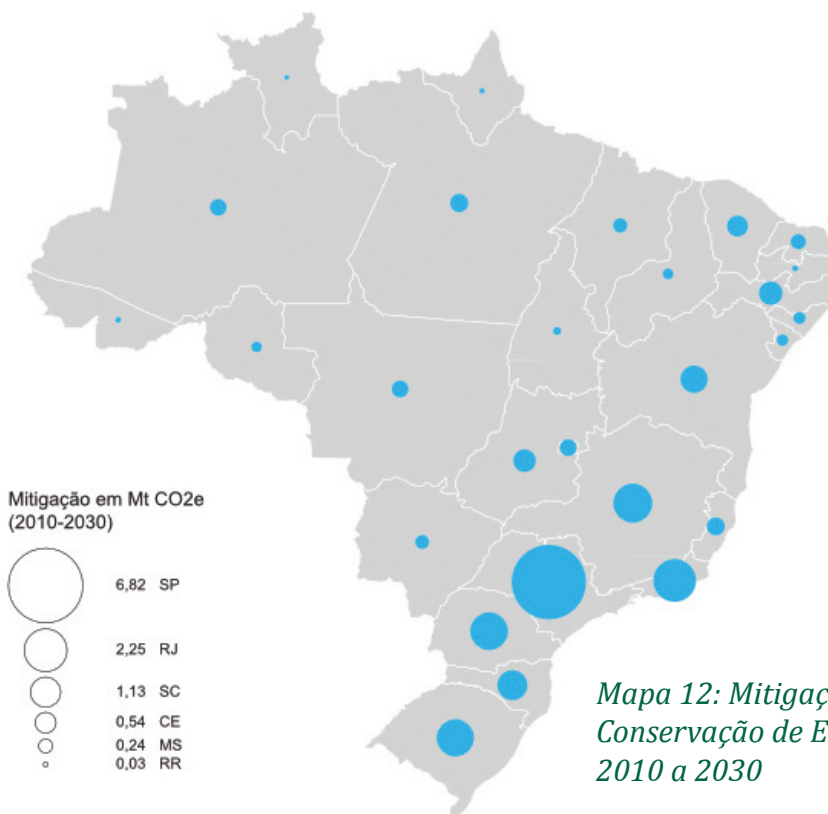 Mitigação em Mt CO2e
(2010-2030)
6,82 SP
2,25 RJ
1,13 SC
0,54 CE
0,24 MS
0,03 RR
Mapa 12:
Conservação de
2010 a 2030